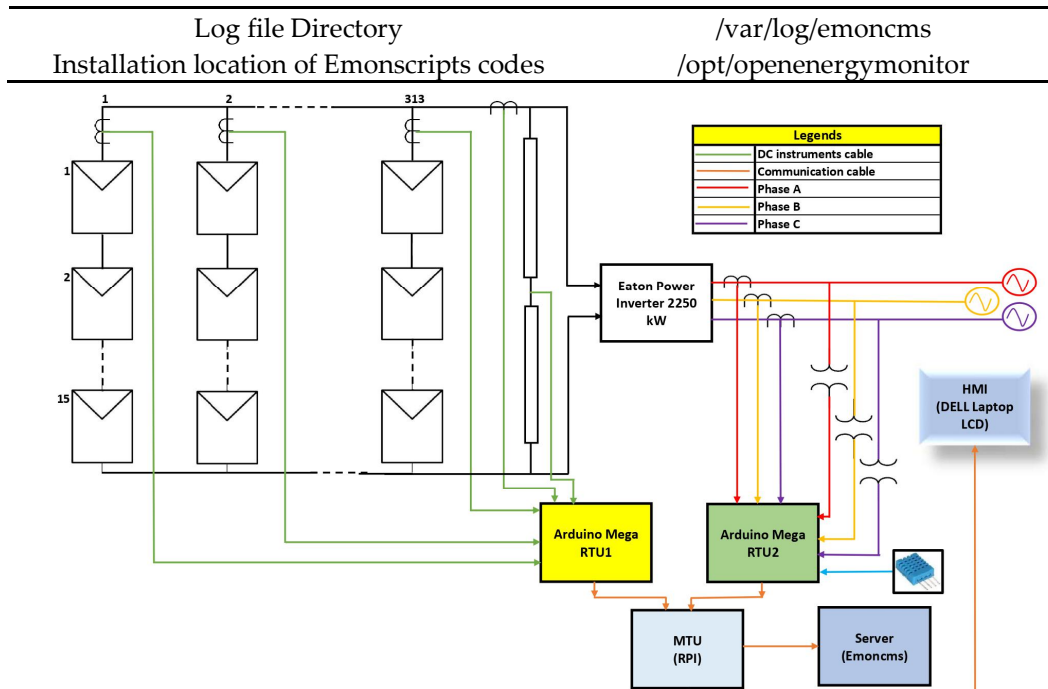 Log file Directory /var/log/emoncms
Installation location of Emonscripts codes /opt/openenergymonitor
1 2 313
Legends
DC instruments cable
Communication cable
Phase A
Phase B
Phase C
1
2
15
Eaton Power
Inverter 2250
kW
HMI
(DELL Laptop
LCD)
Arduino Mega
RTU1
Arduino Mega
RTU2
MTU
(RPI)
Server
(Emoncms)